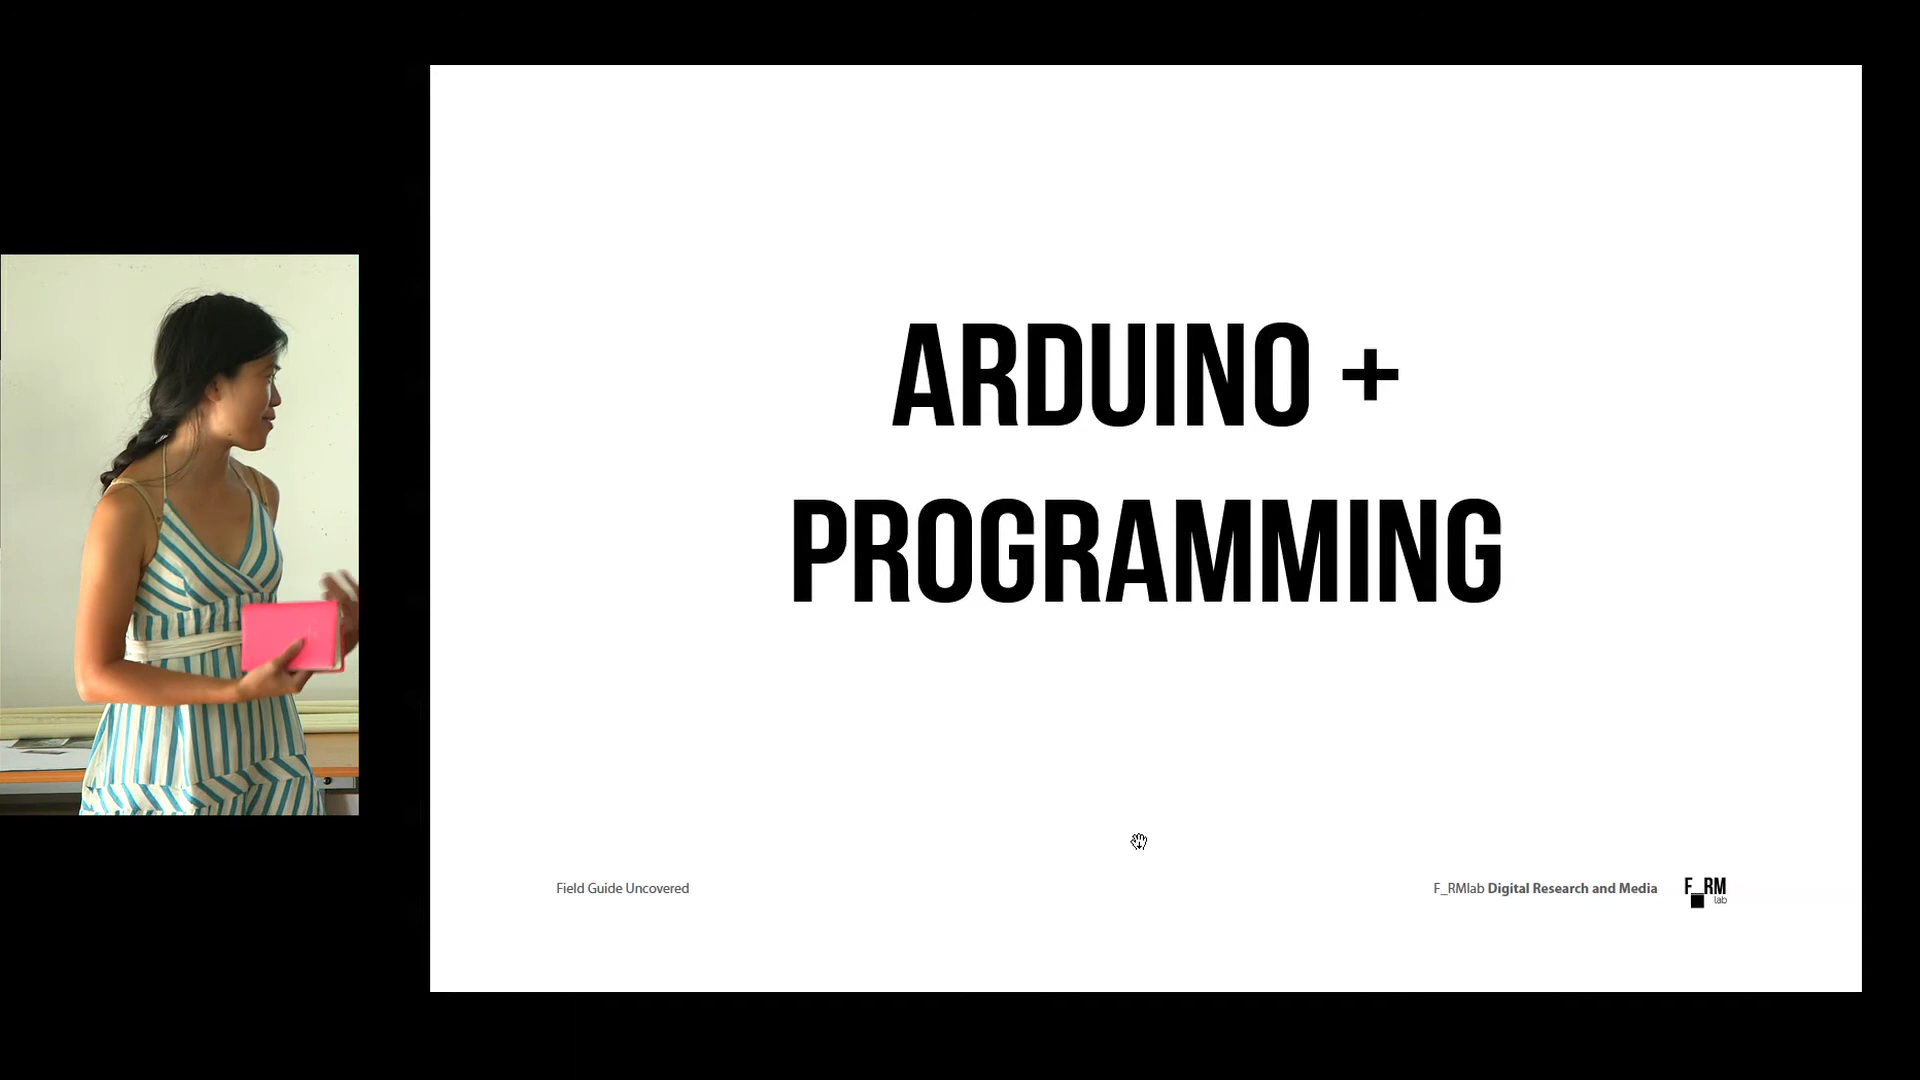 ARDUINO +
PROGRAMMING
Field Guide Uncovered
F_RMlab Digital Research and Media
F_RM
lab